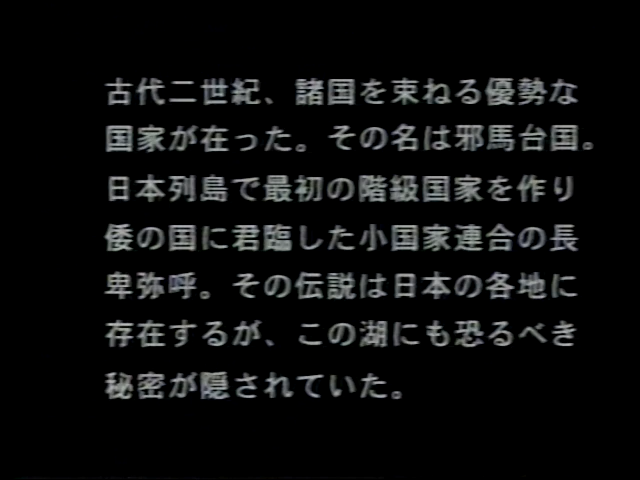 古代二世紀、諸国を束ねる優勢な
国家が在った。その名は邪馬台国。
日本列島で最初の階級国家を作り
倭の国に君臨した小国家連合の長
卑弥呼。その伝説は日本の各地に
存在するが、この湖にも恐るべき
秘密が隠されていた。